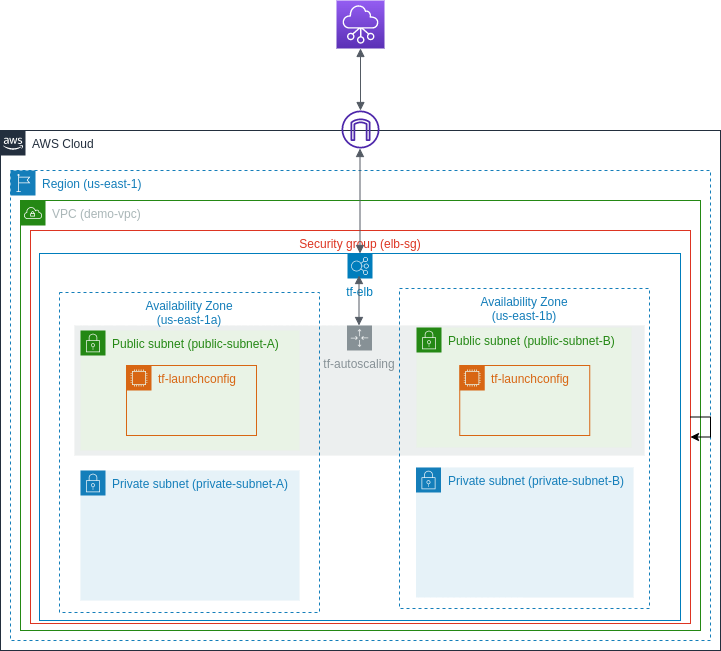 aws
AWS Cloud
Region (us-east-1)
VPC (demo-vpc)
Security group (elb-sg)
tf-elb
Availability Zone
(us-east-1a)
Availability Zone
(us-east-1b)
Public subnet (public-subnet-A)
Public subnet (public-subnet-B)
tf-autoscaling
tf-launchconfig
tf-launchconfig
Private subnet (private-subnet-A)
Private subnet (private-subnet-B)